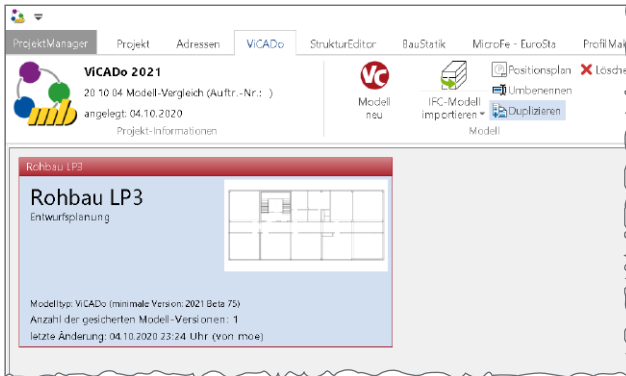 ProjektManager Projekt Adressen ViCADo StrukturEditor BauStatik MicroFe - EuroSta ProfilMak
ViCADo 2021
20 10 04 Modell-Vergleich (Auftr.-Nr.: )
angelegt: 04.10.2020
Projekt-Informationen
mb
Modell
neu
IFC-Modell
importieren
Positionsplan
Umbenennen
Duplizieren
Lösche
Modell
Rohbau LP3
Rohbau LP3
Entwurfsplanung
Modelltyp: ViCADo (minimale Version: 2021 Beta 75)
Anzahl der gesicherten Modell-Versionen: 1
letzte Änderung: 04.10.2020 23:24 Uhr (von moe)